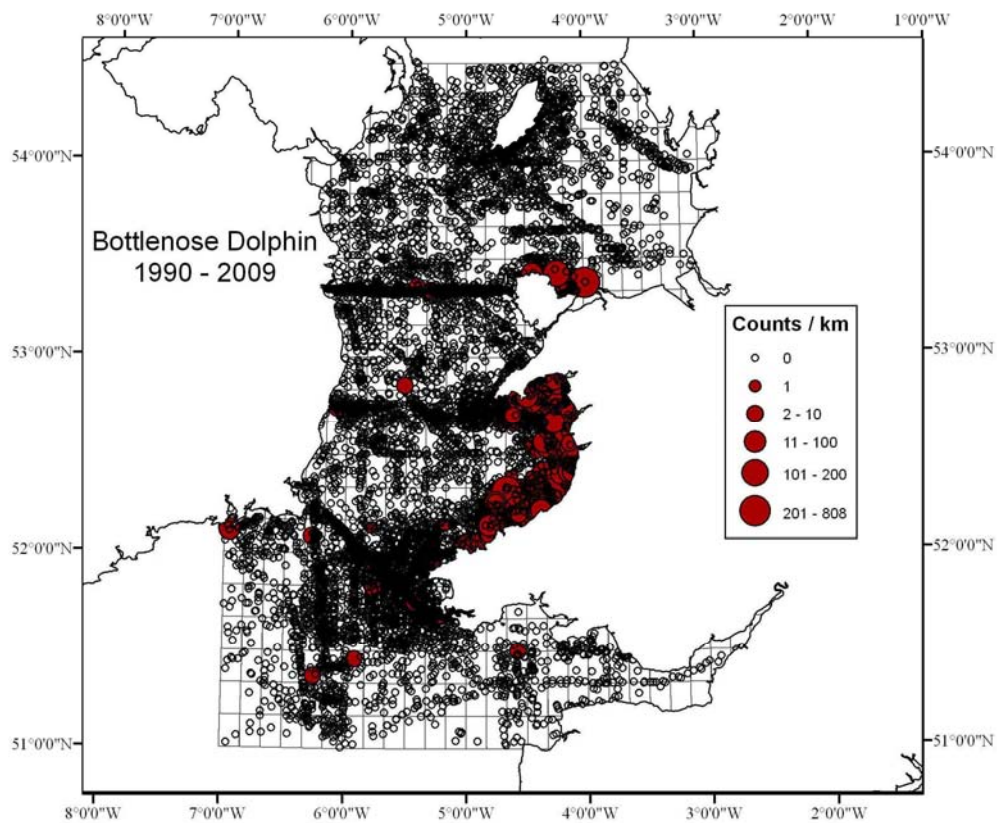 8°0'0"W 7°0'0"W 6°0'0"W 5°0'0"W 4°0'0"W 3°0'0"W 2°0'0"W 1°0'0"W
54°0'0"N 54°0'0"N
Bottlenose Dolphin
1990 - 2009
Counts / km
0
1
2 - 10
11 - 100
101 - 200
201 - 808
53°0'0"N 53°0'0"N
52°0'0"N 52°0'0"N
51°0'0"N 51°0'0"N
8°0'0"W 7°0'0"W 6°0'0"W 5°0'0"W 4°0'0"W 3°0'0"W 2°0'0"W